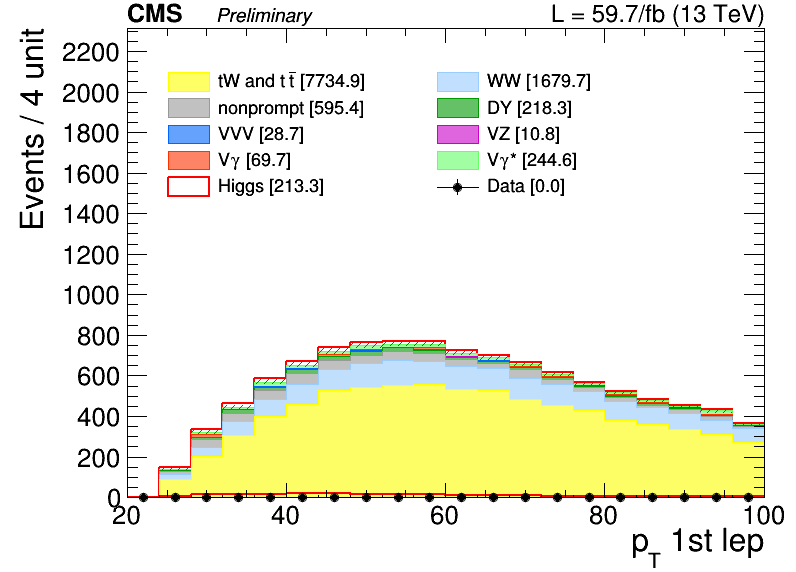 CMS Preliminary L = 59.7/fb (13 TeV)
Events / 4 unit
2200
2000
1800
1600
1400
1200
1000
800
600
400
200
0
tW and t t̅ [7734.9] WW [1679.7]
nonprompt [595.4] DY [218.3]
VVV [28.7] VZ [10.8]
Vγ [69.7] Vγ* [244.6]
Higgs [213.3] Data [0.0]
20 40 60 80 100
p_T 1st lep